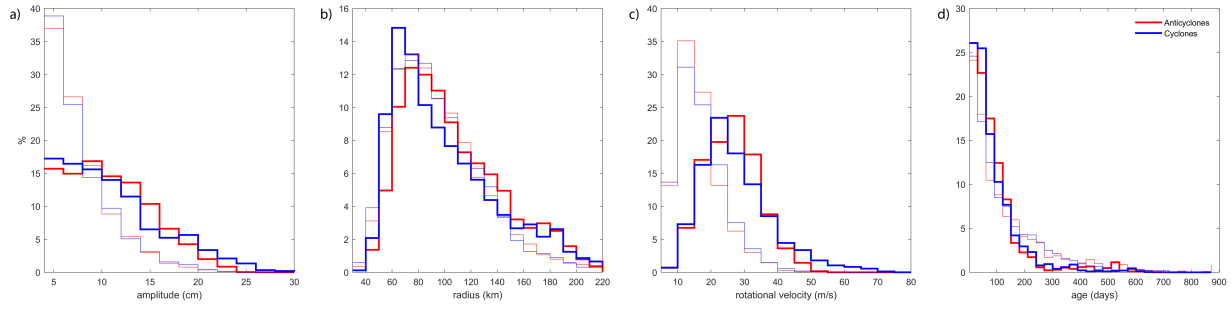 a)
40
35
30
25
20
15
10
5
0
%
5 10 15 20 25 30
amplitude (cm)
b)
16
14
12
10
8
6
4
2
0
40 60 80 100 120 140 160 180 200 220
radius (km)
c)
40
35
30
25
20
15
10
5
0
10 20 30 40 50 60 70 80
rotational velocity (m/s)
d)
30
25
20
15
10
5
0
100 200 300 400 500 600 700 800 900
age (days)
Anticyclones
Cyclones